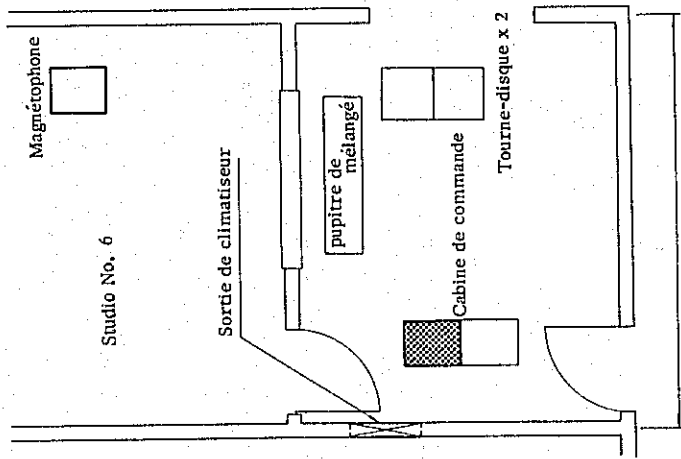 Magnétophone
Studio No. 6
Sortie de climatiseur
pupitre de
mélangé
Cabine de commande
Tourne-disque x 2